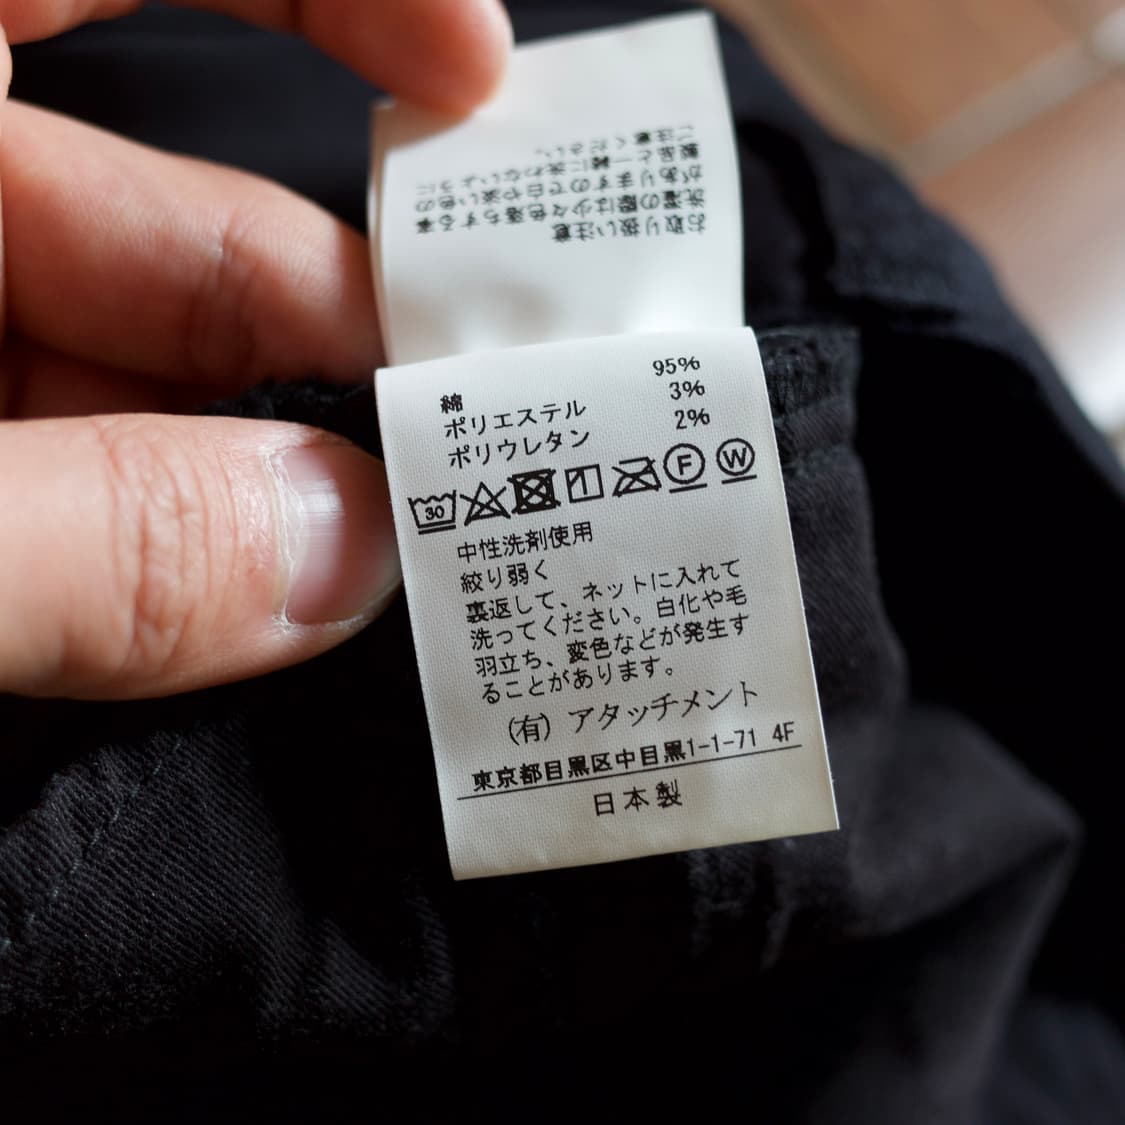 お取り扱い注意
洗濯の際は少々色落ちする事
がありますので白や淡い色の
製品と一緒に洗わないように
ご注意ください。
綿 95%
ポリエステル 3%
ポリウレタン 2%
30 F W
中性洗剤使用
絞り弱く
裏返して、ネットに入れて
洗ってください。白化や毛
羽立ち、変色などが発生す
ることがあります。
(有) アタッチメント
東京都目黒区中目黒1-1-71 4F
日本製